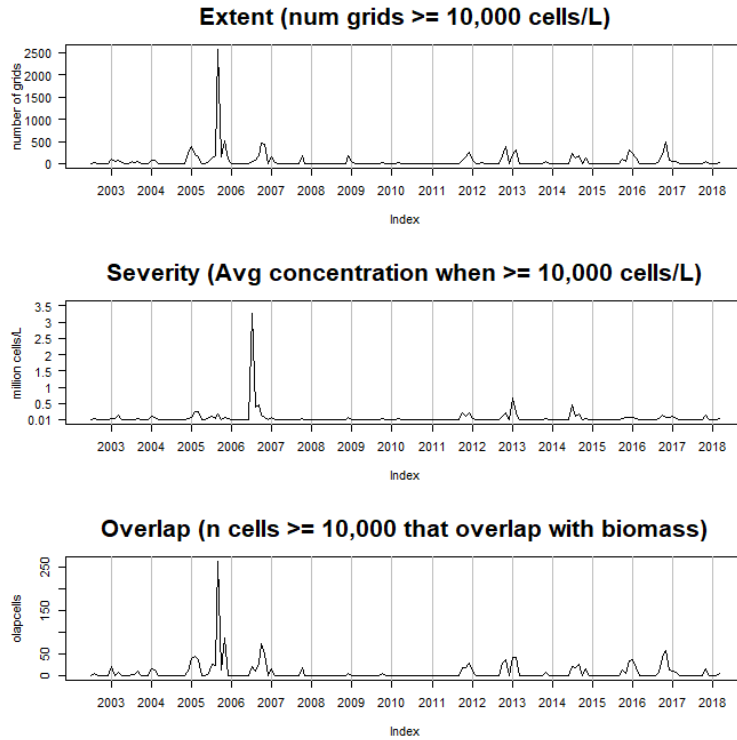 Extent (num grids >= 10,000 cells/L)
number of grids
2500
2000
1500
1000
500
0
2003 2004 2005 2006 2007 2008 2009 2010 2011 2012 2013 2014 2015 2016 2017 2018
Index
Severity (Avg concentration when >= 10,000 cells/L)
million cells/L
3.5
3
2.5
2
1.5
1
0.5
0.01
2003 2004 2005 2006 2007 2008 2009 2010 2011 2012 2013 2014 2015 2016 2017 2018
Index
Overlap (n cells >= 10,000 that overlap with biomass)
olapcells
250
150
50
0
2003 2004 2005 2006 2007 2008 2009 2010 2011 2012 2013 2014 2015 2016 2017 2018
Index